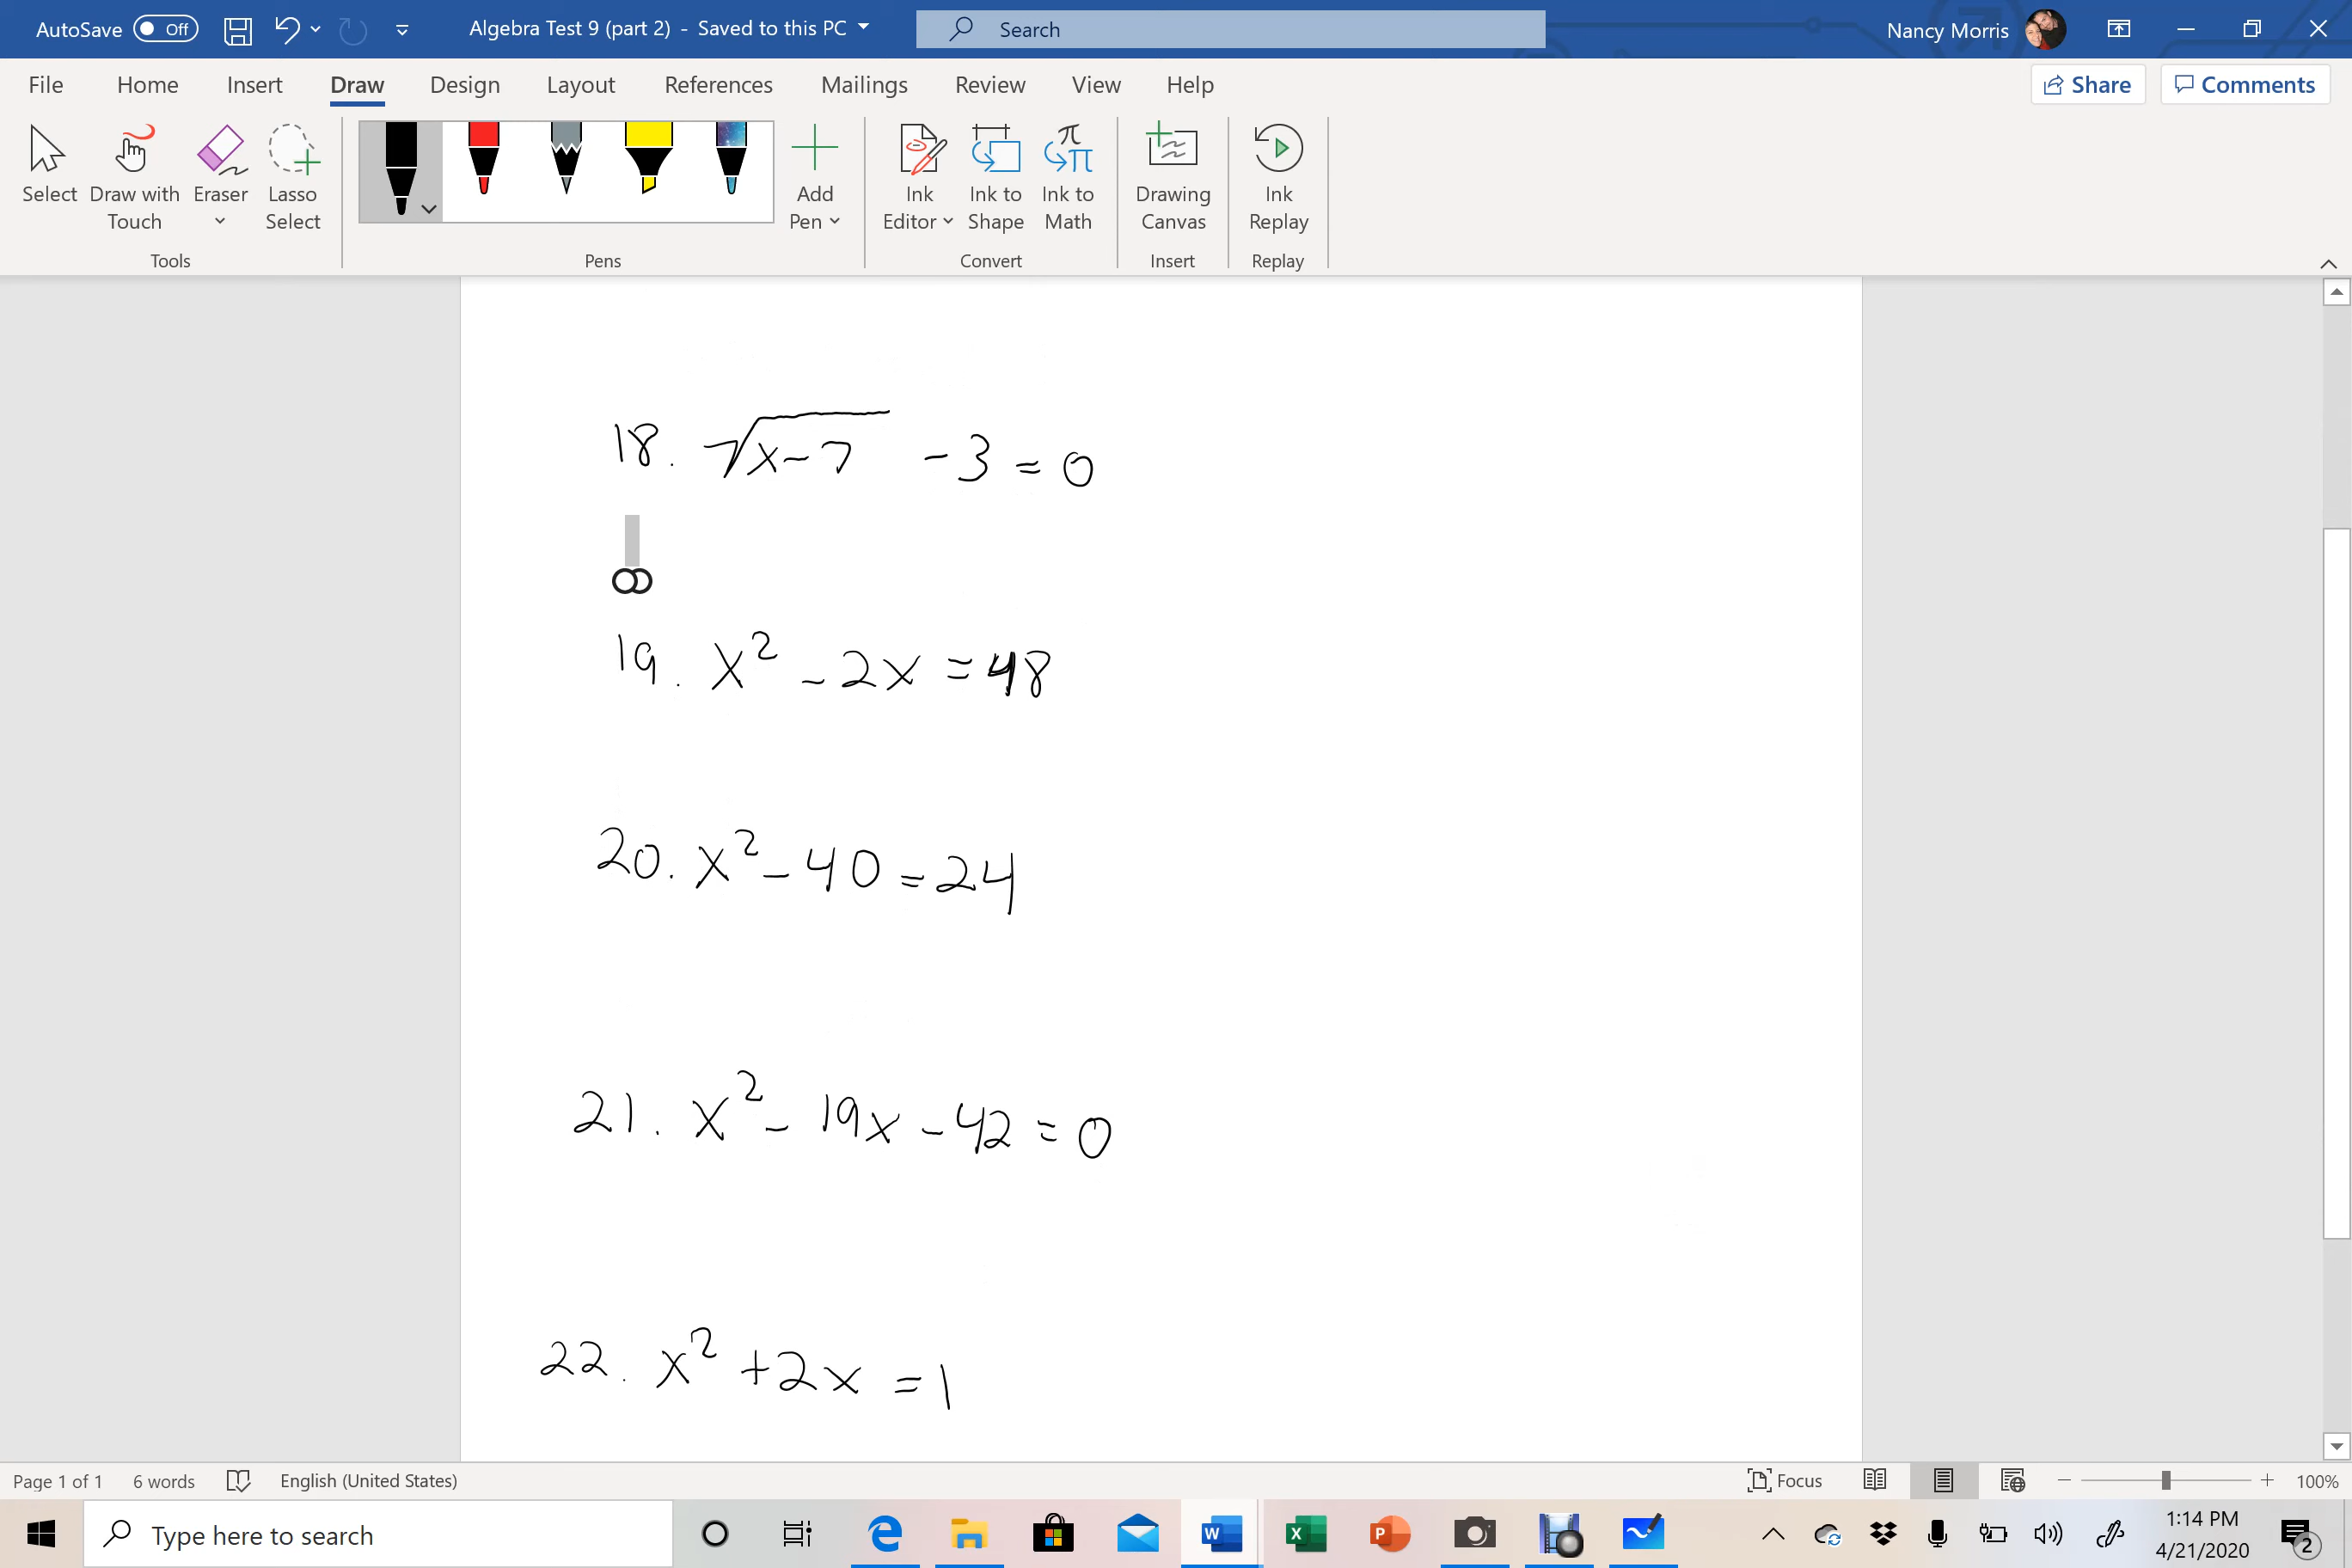 AutoSave Off Algebra Test 9 (part 2) - Saved to this PC Search Nancy Morris
File Home Insert Draw Design Layout References Mailings Review View Help Share Comments
Select Draw with Touch Eraser Lasso Select Add Pen Ink Editor Ink to Shape Ink to Math Drawing Canvas Ink Replay
Tools Pens Convert Insert Replay
18. √x-7 -3 = 0
19. x² - 2x = 48
20. x² - 40 = 24
21. x² - 19x - 42 = 0
22. x² + 2x = 1
Page 1 of 1 6 words English (United States) Focus 100%
Type here to search 1:14 PM
4/21/2020 2